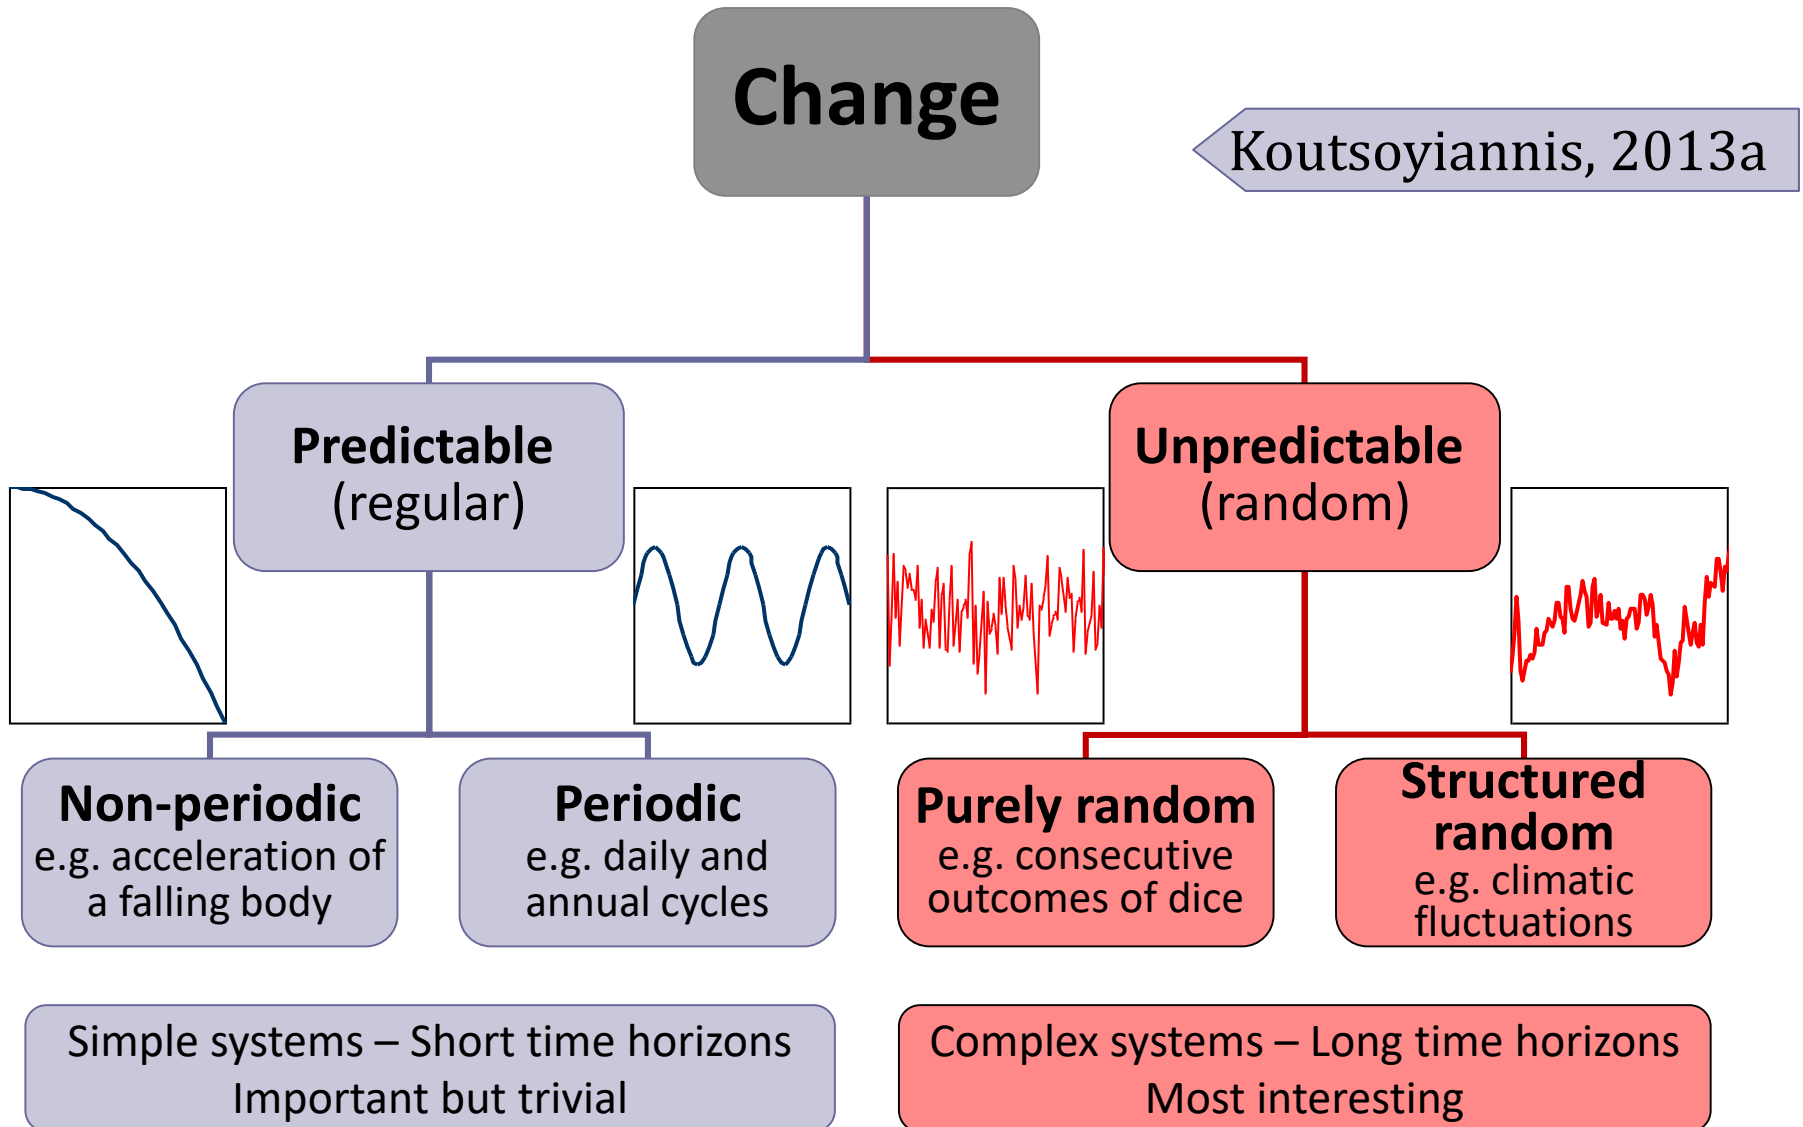 Change
Koutsoyiannis, 2013a
Predictable
(regular)
Unpredictable
(random)
Non-periodic
e.g. acceleration of
a falling body
Periodic
e.g. daily and
annual cycles
Purely random
e.g. consecutive
outcomes of dice
Structured
random
e.g. climatic
fluctuations
Simple systems – Short time horizons
Important but trivial
Complex systems – Long time horizons
Most interesting